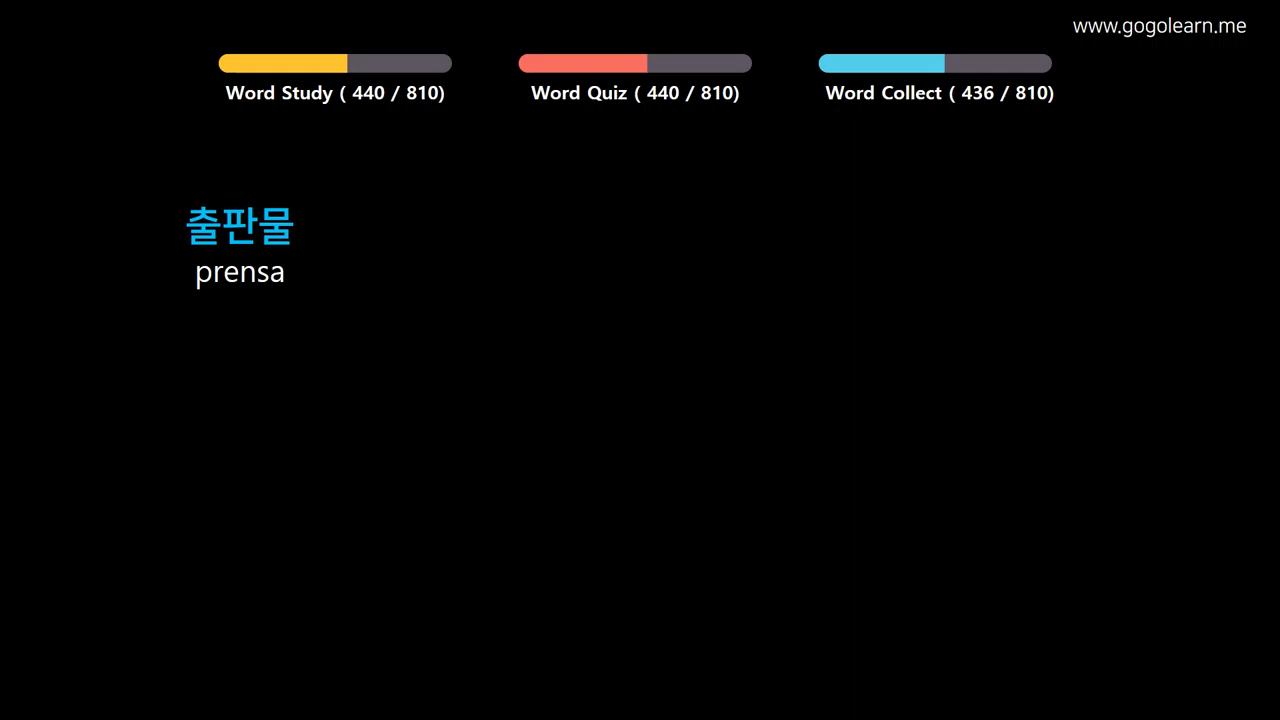 www.gogolearn.me
Word Study ( 440 / 810)
Word Quiz ( 440 / 810)
Word Collect ( 436 / 810)
출판물
prensa